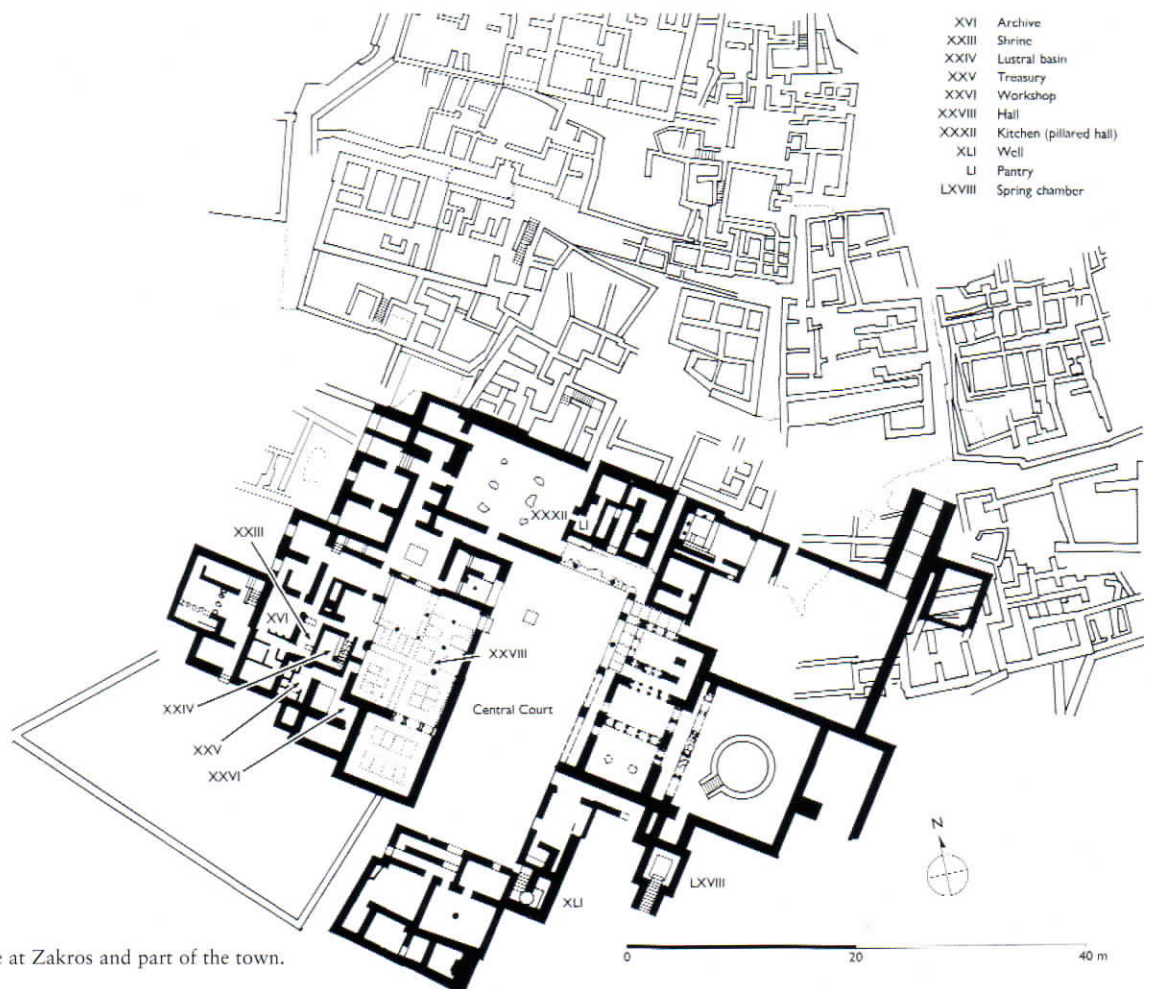 XVI Archive
XXIII Shrine
XXIV Lustral basin
XXV Treasury
XXVI Workshop
XXVIII Hall
XXXII Kitchen (pillared hall)
XLI Well
LI Pantry
LXVIII Spring chamber
XXXII
LI
XXIII
XVI
XXVIII
XXIV
Central Court
XXV
XXVI
N
XLI
LXVIII
at Zakros and part of the town.
0 20 40 m